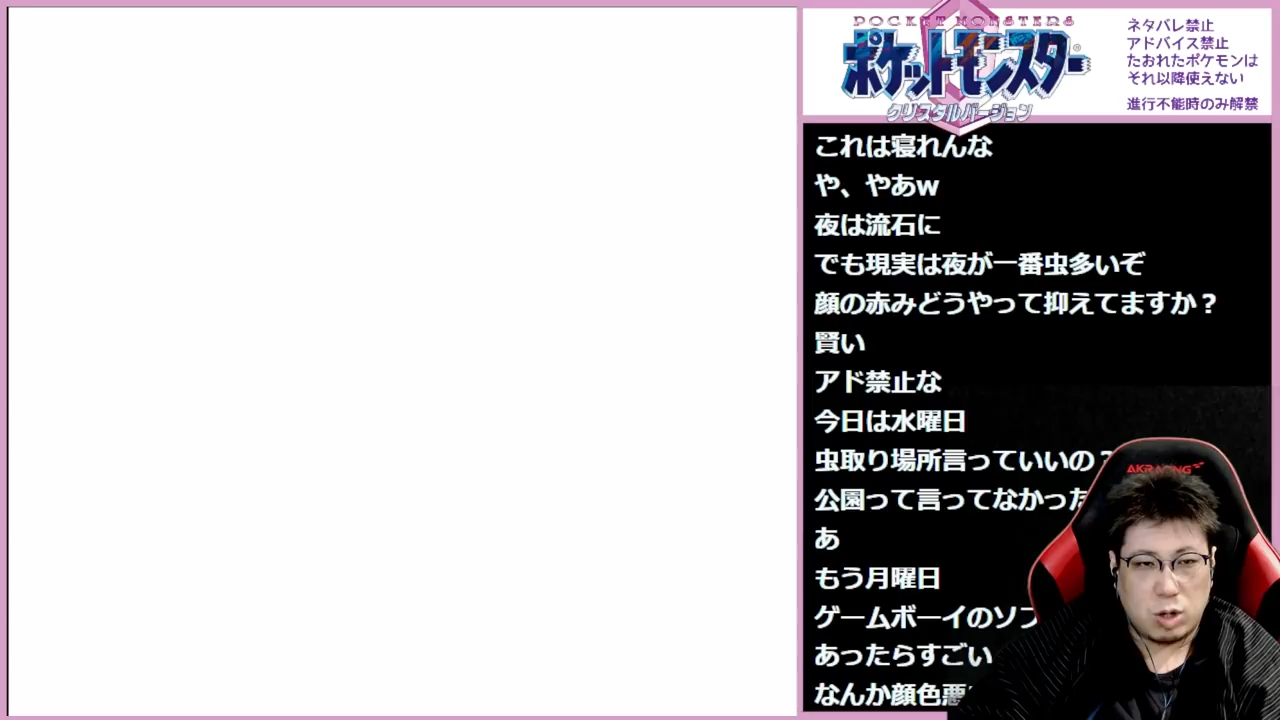 POCKET MONSTERS
ポケットモンスター
クリスタルバージョン
ネタバレ禁止
アドバイス禁止
たおれたポケモンは
それ以降使えない
進行不能時のみ解禁
これは寝れんな
や、やあw
夜は流石に
でも現実は夜が一番虫多いぞ
顔の赤みどうやって抑えてますか？
賢い
アド禁止な
今日は水曜日
虫取り場所言っていいの？
公園って言ってなかった
あ
もう月曜日
ゲームボーイのソフ
あったらすごい
なんか顔色悪
AKRACING